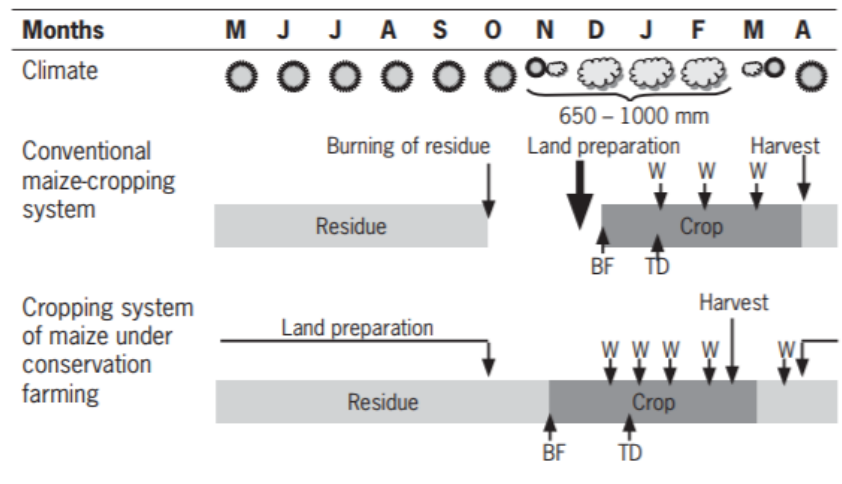 Months M J J A S O N D J F M A
Climate
650 – 1000 mm
Conventional
maize-cropping
system
Burning of residue Land preparation Harvest
W W W
Residue Crop
BF TD
Cropping system
of maize under
conservation
farming
Harvest
Land preparation
W W W W W
Residue Crop
BF TD